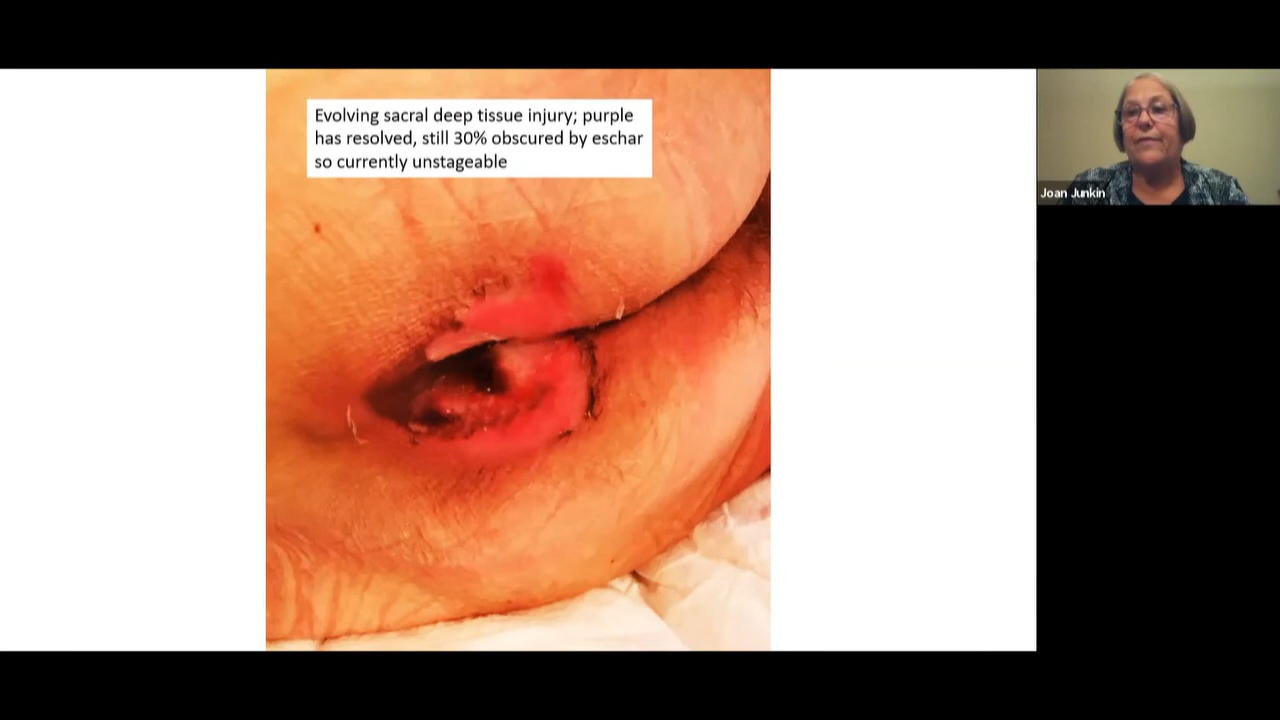 Evolving sacral deep tissue injury; purple
has resolved, still 30% obscured by eschar
so currently unstageable
Joan Junkin